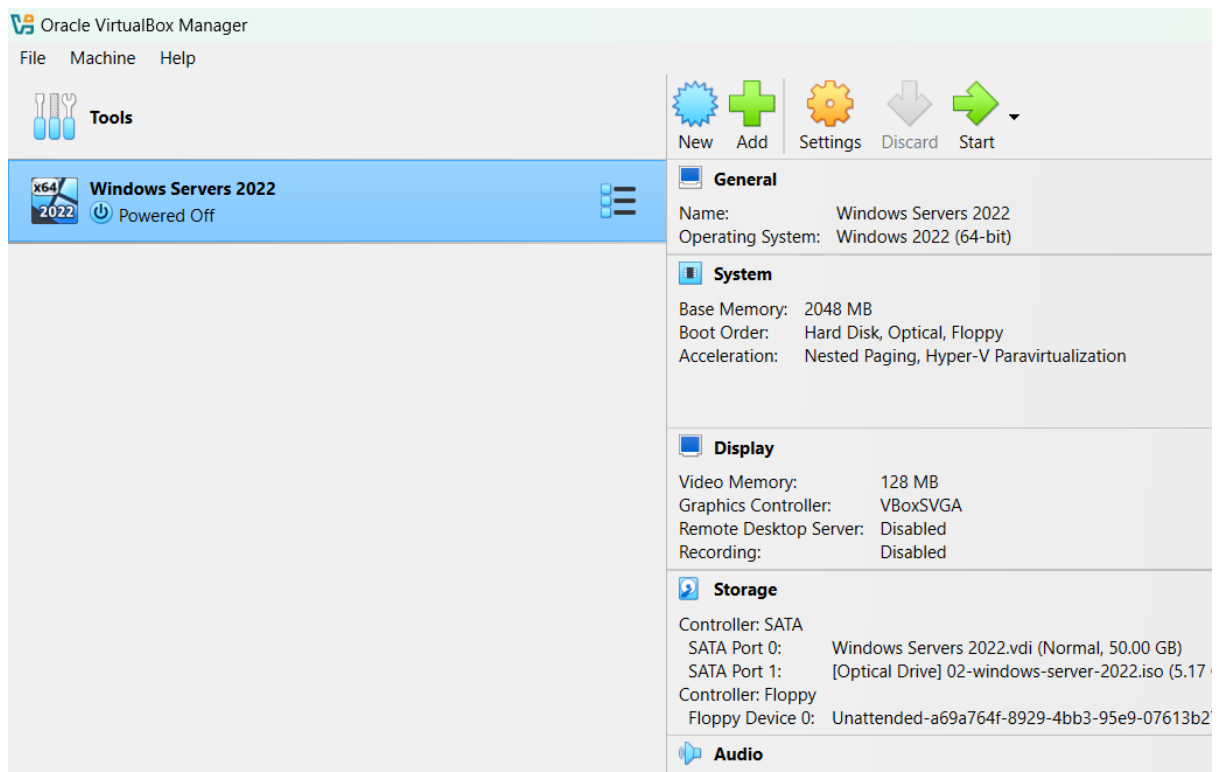 Oracle VirtualBox Manager
File Machine Help
Tools
New Add Settings Discard Start
x64
2022
Windows Servers 2022
Powered Off
General
Name: Windows Servers 2022
Operating System: Windows 2022 (64-bit)
System
Base Memory: 2048 MB
Boot Order: Hard Disk, Optical, Floppy
Acceleration: Nested Paging, Hyper-V Paravirtualization
Display
Video Memory: 128 MB
Graphics Controller: VBoxSVGA
Remote Desktop Server: Disabled
Recording: Disabled
Storage
Controller: SATA
SATA Port 0: Windows Servers 2022.vdi (Normal, 50.00 GB)
SATA Port 1: [Optical Drive] 02-windows-server-2022.iso (5.17
Controller: Floppy
Floppy Device 0: Unattended-a69a764f-8929-4bb3-95e9-07613b2
Audio